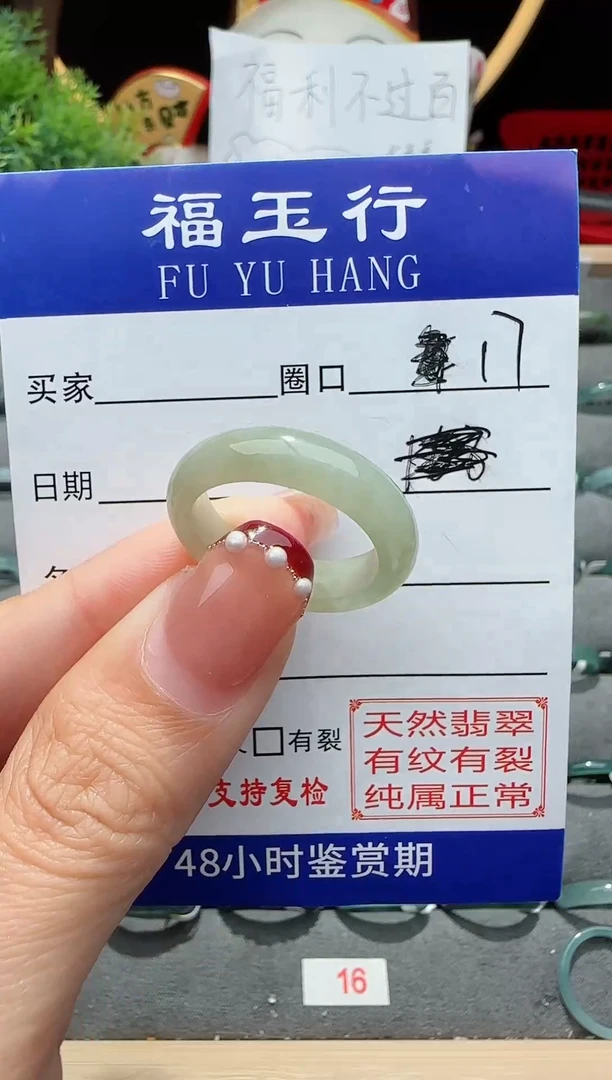 福利不过百
福玉行
FU YU HANG
买家 圈口 17
日期
有裂
天然翡翠
有纹有裂
支持复检
纯属正常
48小时鉴赏期
16